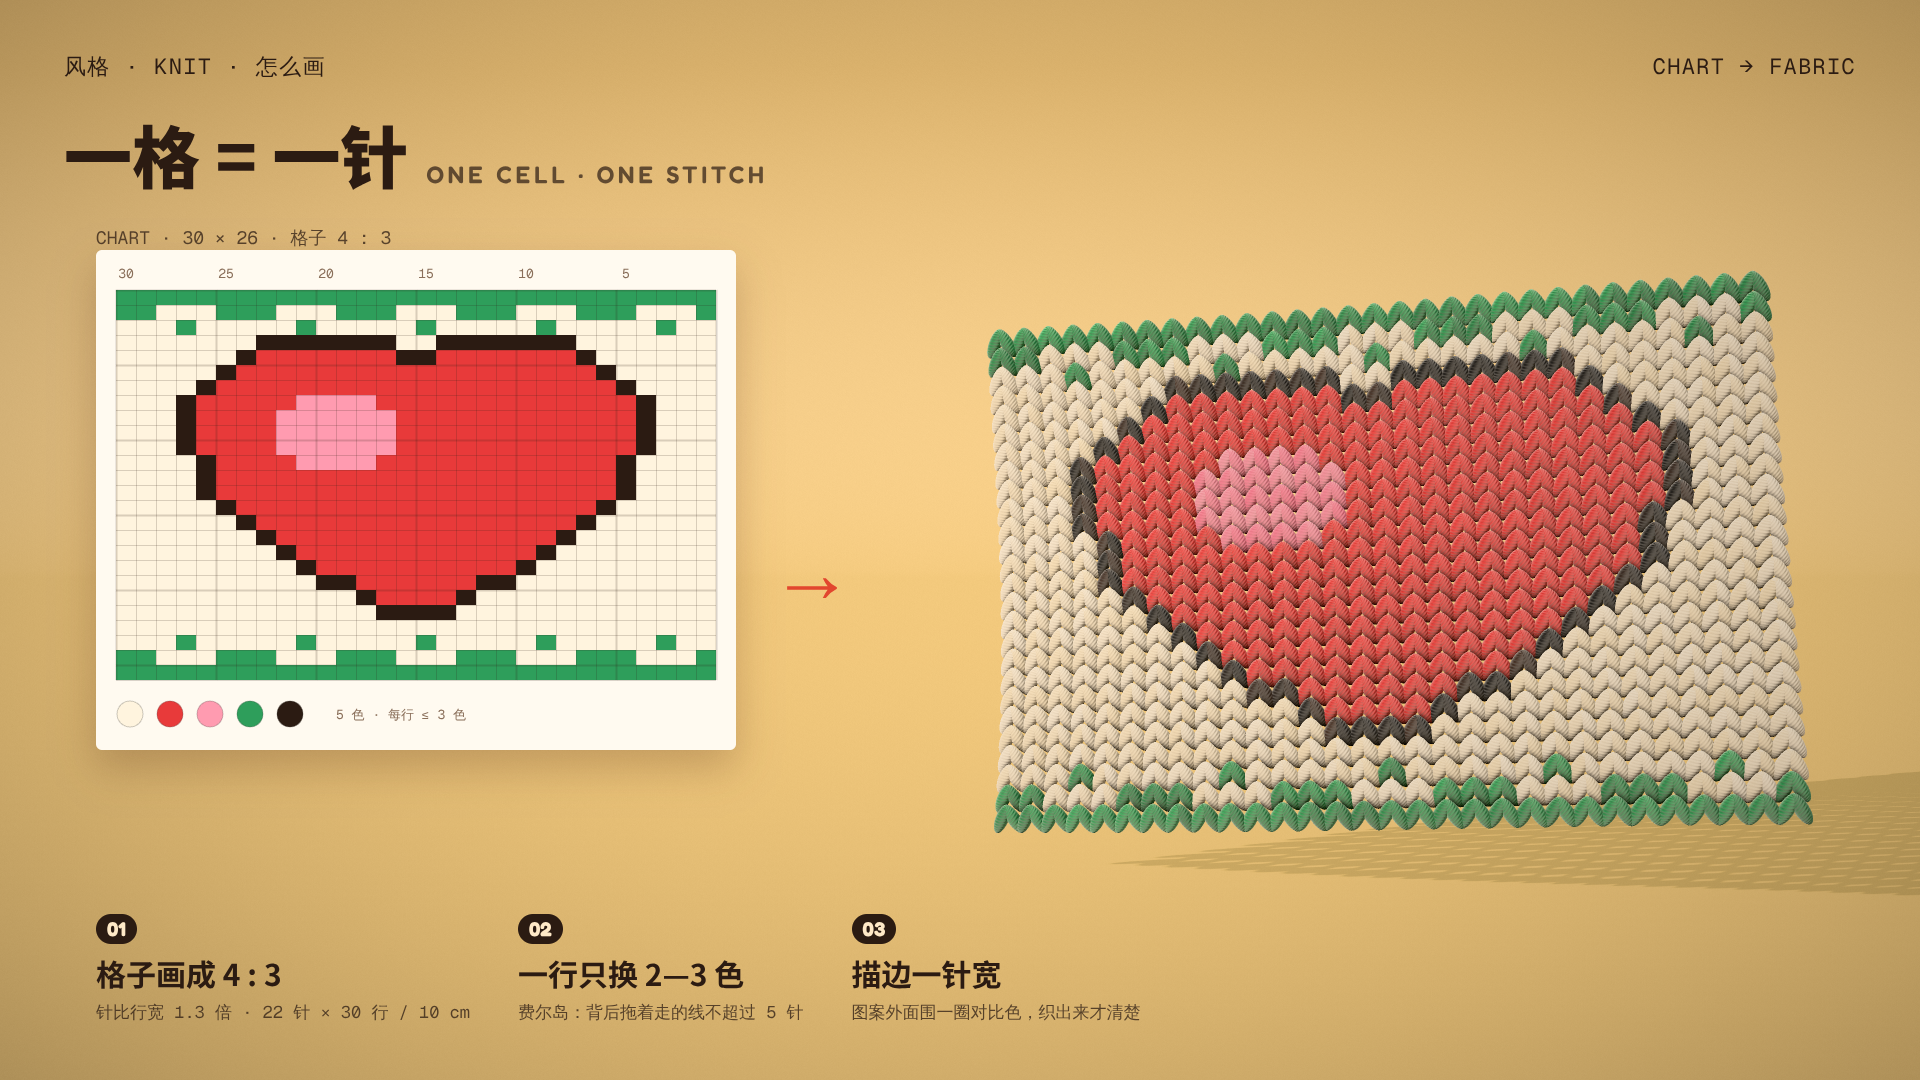 风格 · KNIT · 怎么画
CHART → FABRIC
一格 = 一针 ONE CELL · ONE STITCH
CHART · 30 × 26 · 格子 4 : 3
30 25 20 15 10 5
5 色 · 每行 ≤ 3 色
01
格子画成 4 : 3
针比行宽 1.3 倍 · 22 针 × 30 行 / 10 cm
02
一行只换 2—3 色
费尔岛：背后拖着走的线不超过 5 针
03
描边一针宽
图案外面围一圈对比色，织出来才清楚